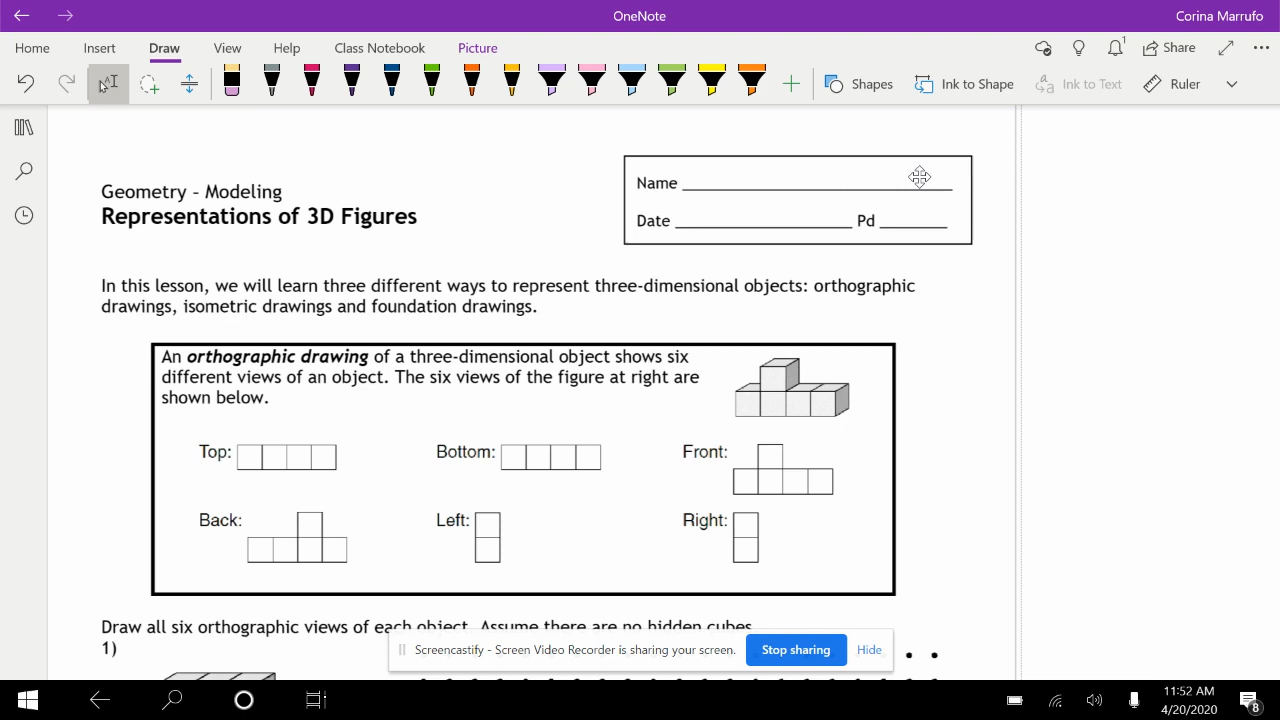 OneNote
Corina Marrufo
Home Insert Draw View Help Class Notebook Picture
1 Share
Shapes Ink to Shape Ink to Text Ruler
Geometry – Modeling
Representations of 3D Figures
Name
Date Pd
In this lesson, we will learn three different ways to represent three-dimensional objects: orthographic
drawings, isometric drawings and foundation drawings.
An orthographic drawing of a three-dimensional object shows six
different views of an object. The six views of the figure at right are
shown below.
Top: Bottom: Front:
Back: Left: Right:
Draw all six orthographic views of each object. Assume there are no hidden cubes
1)
Screencastify - Screen Video Recorder is sharing your screen. Stop sharing Hide
11:52 AM
4/20/2020
8